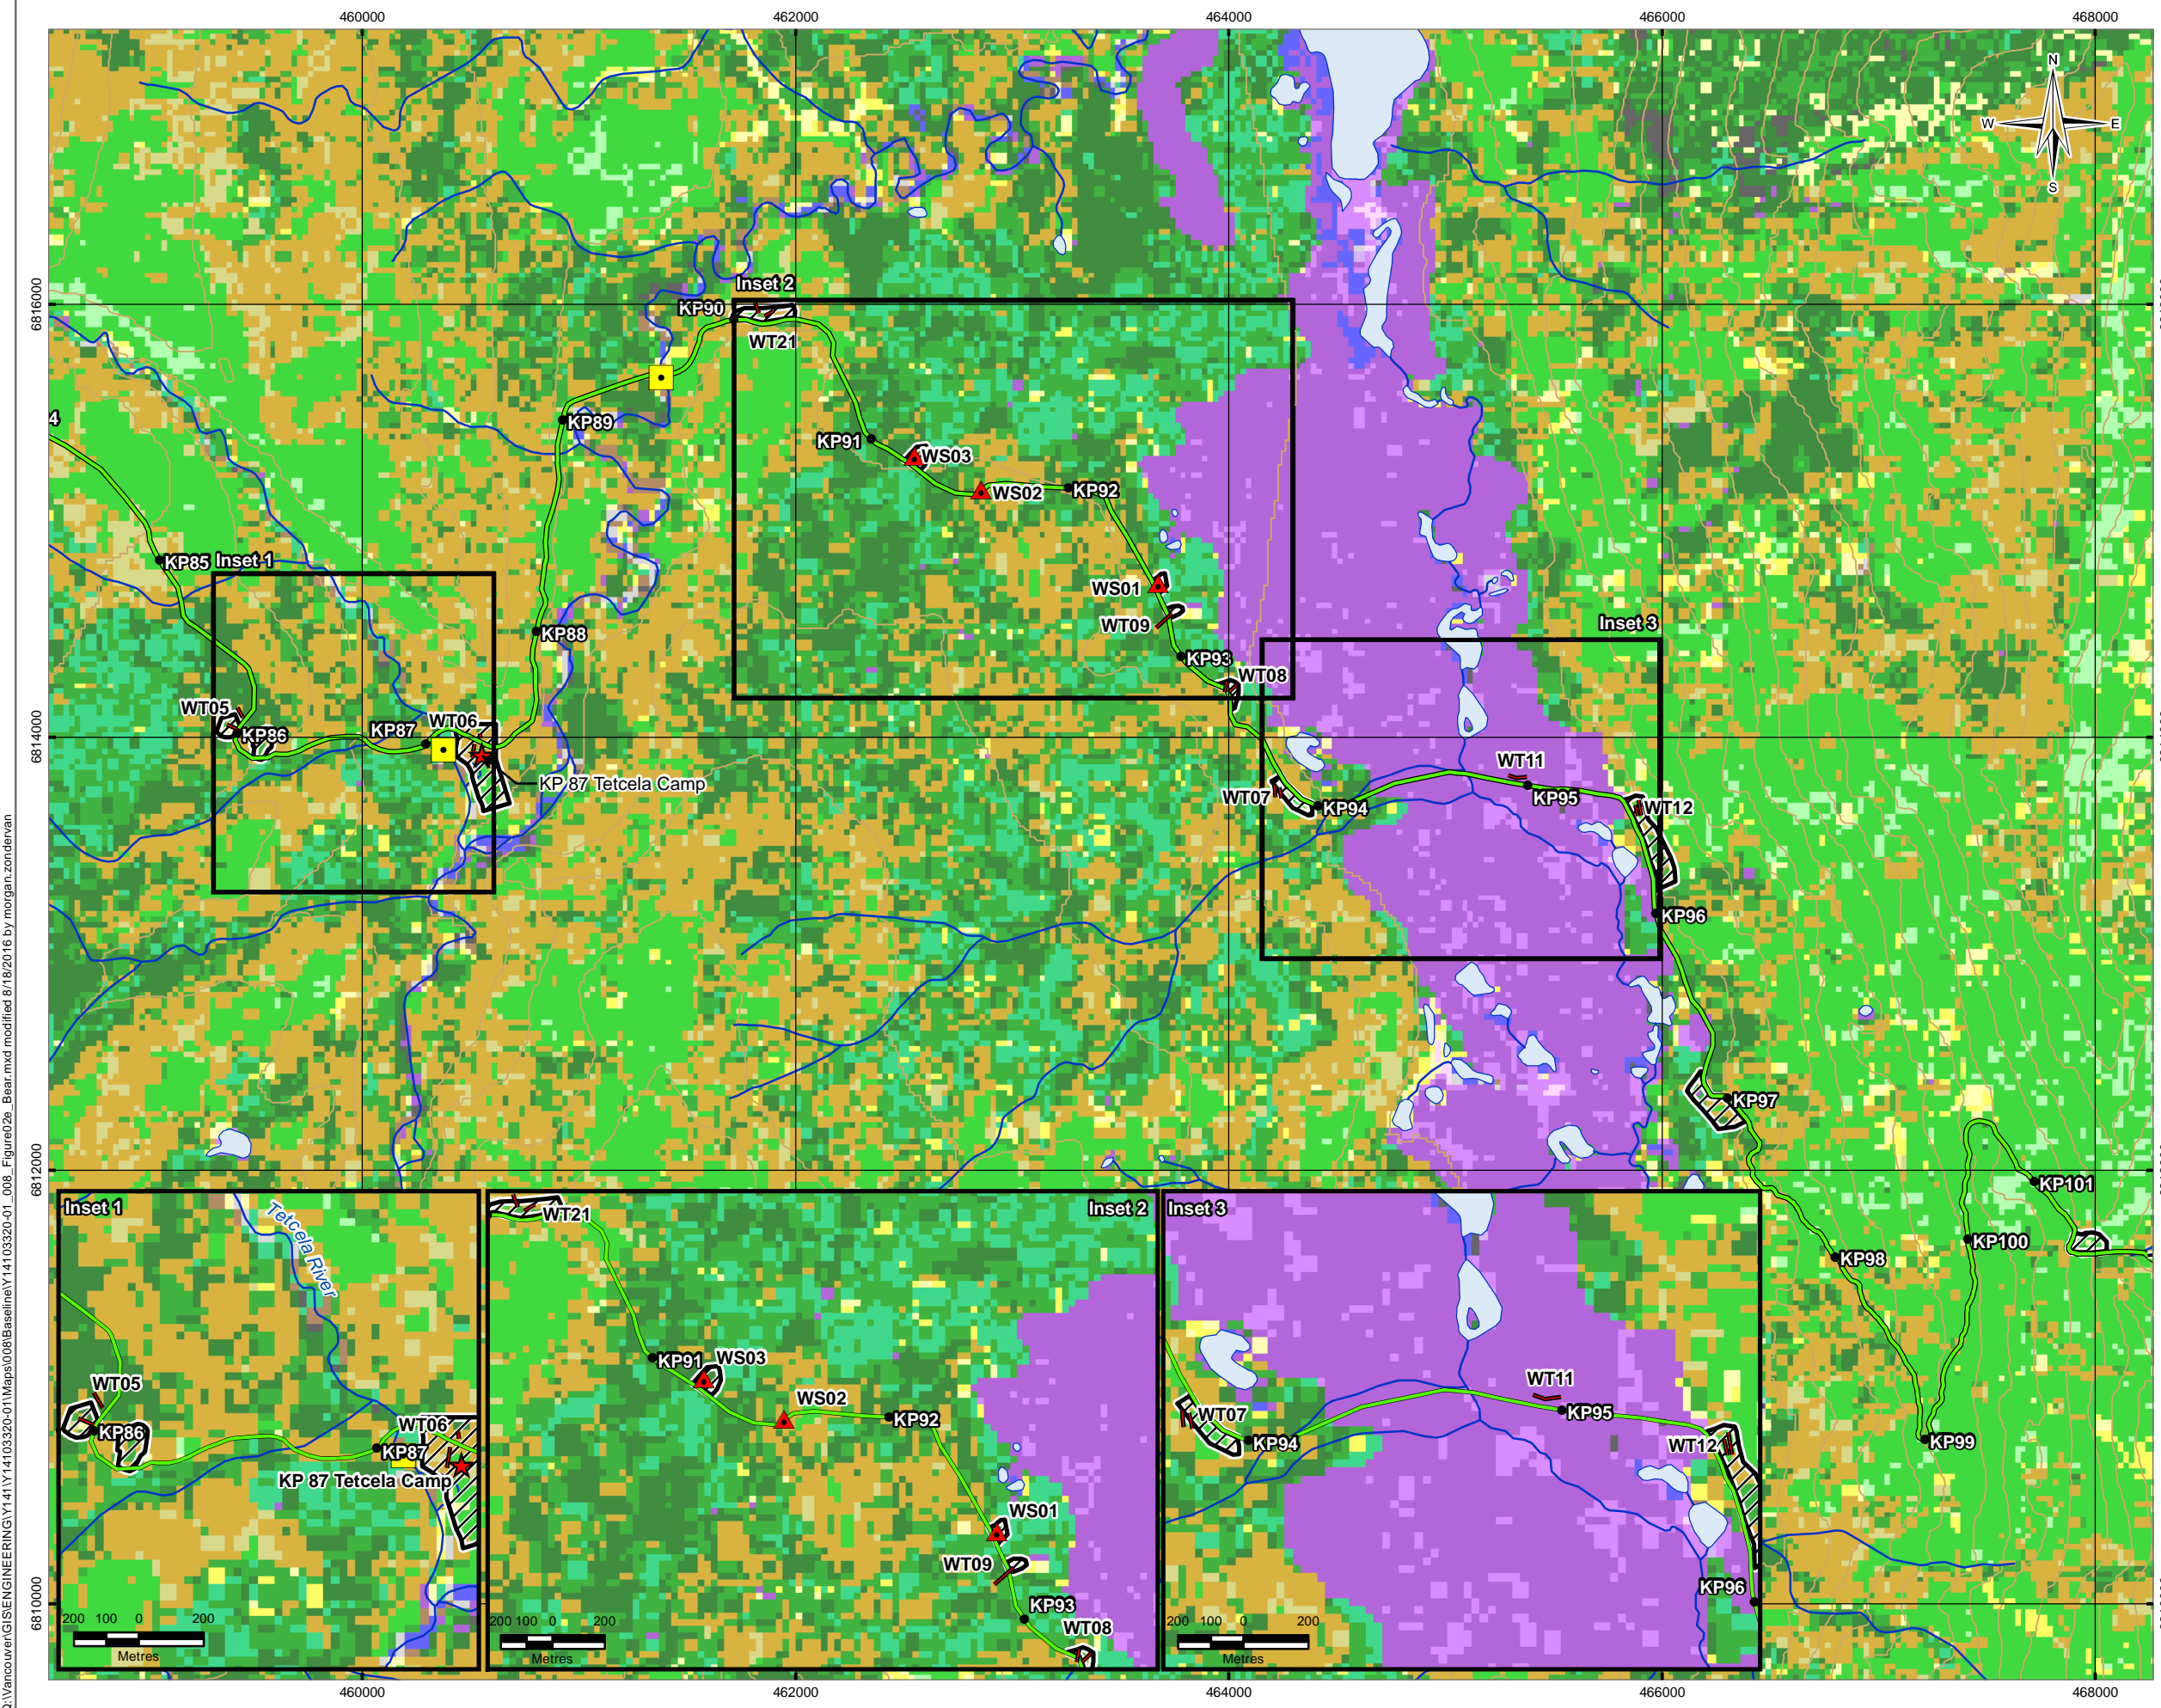 460000
462000
464000
466000
468000
N
W
E
S
6816000
Inset 2
KP90
WT21
KP89
4
KP91
WS03
WS02
KP92
KP85
Inset 1
WS01
WT09
Inset 3
KP88
KP93
WT08
WT05
KP86
KP87
WT06
6814000
KP 87 Tetcela Camp
WT11
WT07
KP95
KP94
WT12
KP96
KP97
6812000
KP101
KP100
KP98
KP99
Inset 1
Tetcela River
WT05
KP86
WT06
KP87
KP 87 Tetcela Camp
200 100 0 200
Metres
WT21
Inset 2
KP91
WS03
WS02
KP92
WS01
WT09
KP93
WT08
200 100 0 200
Metres
Inset 3
WT11
WT07
KP95
KP94
WT12
KP96
200 100 0 200
Metres
6810000
460000
462000
464000
466000
468000
Q:\Vancouver\GIS\ENGINEERING\Y141\Y14103320-01\Maps\008\Baseline\Y14103320-01_008_Figure02e_Bear.mxd modified 8/18/2016 by morgan.zondervan